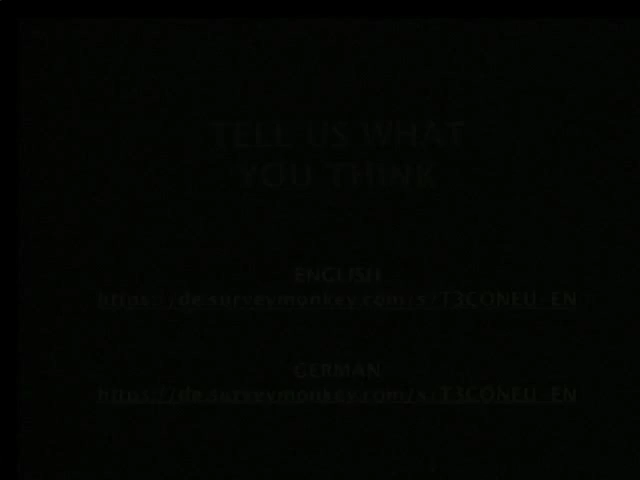 TELL US WHAT
YOU THINK
ENGLISH
https://de.surveymonkey.com/s/T3CONEU_EN
GERMAN
https://de.surveymonkey.com/s/T3CONEU_EN